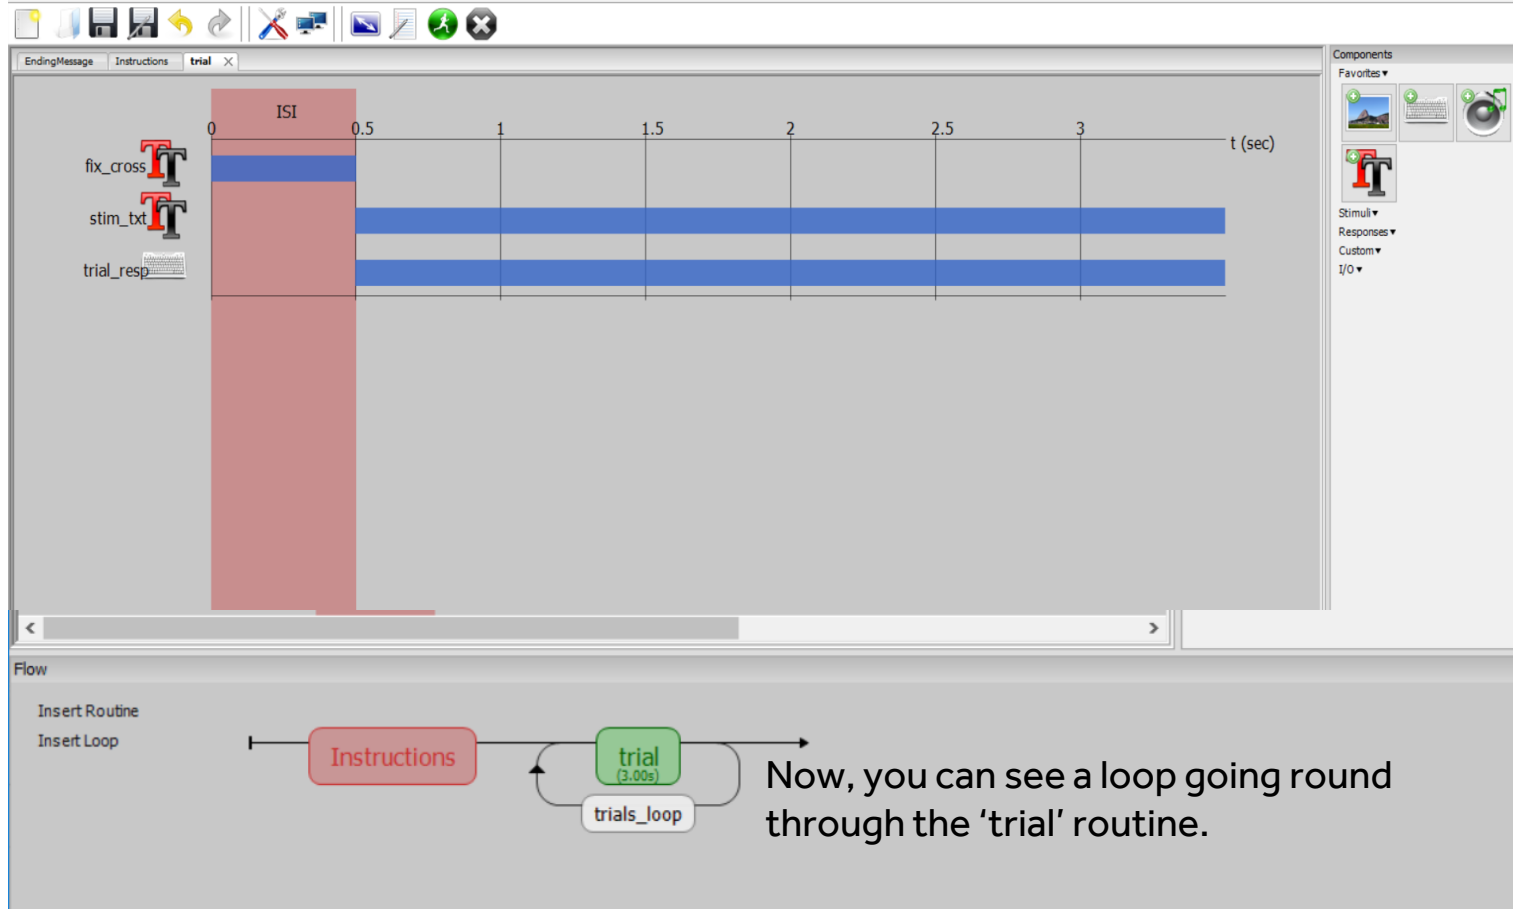 EndingMessage Instructions trial
Components
Favorites
ISI
0 0.5 1 1.5 2 2.5 3
t (sec)
fix_cross
stim_txt
trial_resp
Stimuli
Responses
Custom
I/O
Flow
Insert Routine
Insert Loop
Instructions
trial
(3.00s)
trials_loop
Now, you can see a loop going round
through the ‘trial’ routine.